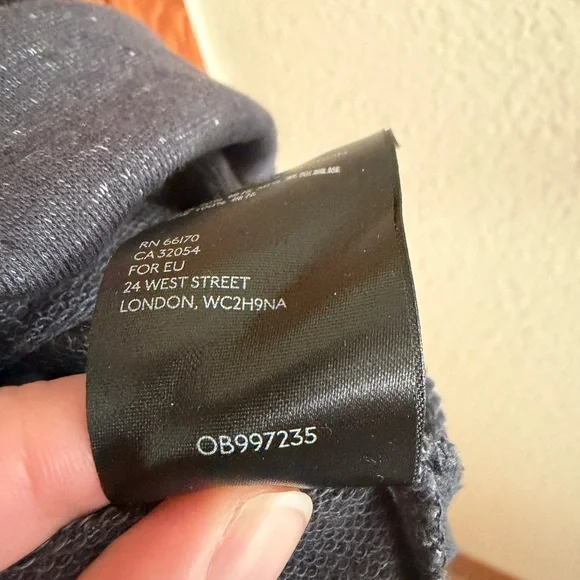 RN 66170
CA 32054
FOR EU
24 WEST STREET
LONDON, WC2H9NA
OB997235